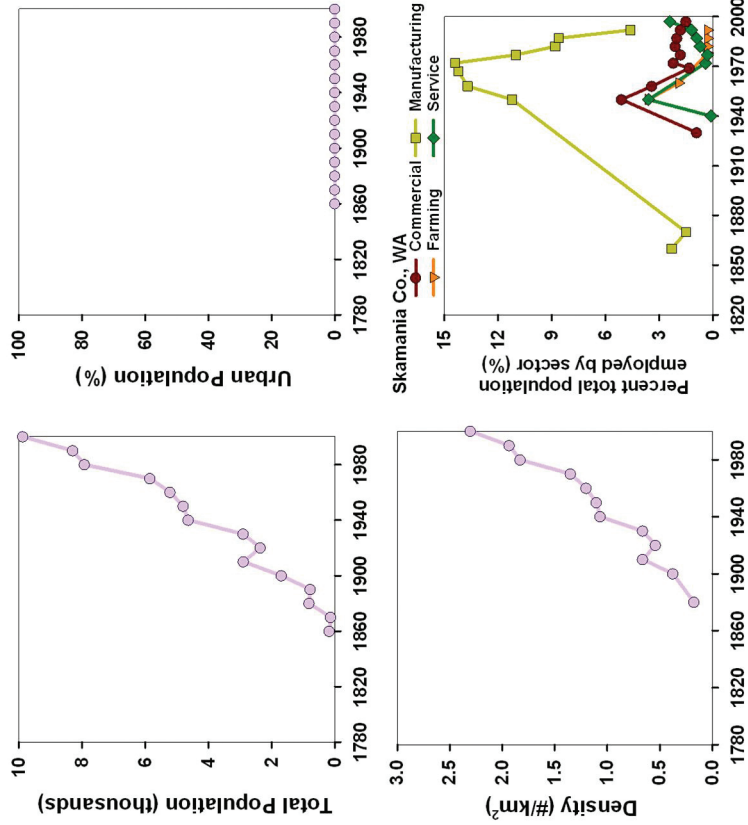 Total Population (thousands)
10
8
6
4
2
0
1780 1820 1860 1900 1940 1980
Urban Population (%)
100
80
60
40
20
0
1780 1820 1860 1900 1940 1980
Density (#/km²)
3.0
2.5
2.0
1.5
1.0
0.5
0.0
1780 1820 1860 1900 1940 1980
Skamania Co., WA
Commercial Manufacturing
Farming Service
Percent total population
employed by sector (%)
15
12
9
6
3
0
1820 1850 1880 1940 1970 2000